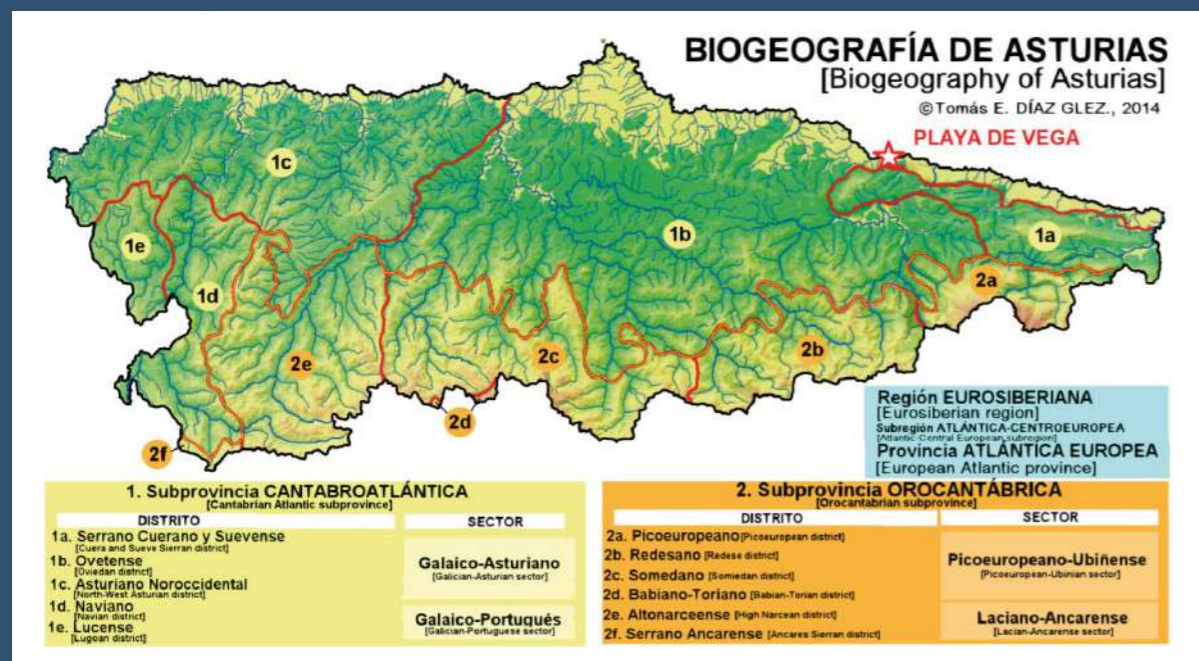 BIOGEOGRAFÍA DE ASTURIAS
[Biogeography of Asturias]
©Tomás E. DÍAZ GLEZ., 2014
PLAYA DE VEGA
1c
1e
1b
1a
1d
2a
2e
2c
2b
2d
2f
Región EUROSIBERIANA
[Eurosiberian region]
Subregión ATLÁNTICA-CENTROEUROPEA
[Atlantic-Central European subregion]
Provincia ATLÁNTICA EUROPEA
[European Atlantic province]
1. Subprovincia CANTABROATLÁNTICA
[Cantabrian Atlantic subprovince]
DISTRITO SECTOR
1a. Serrano Cuerano y Suevense
[Cuera and Sueve Sierran district]
1b. Ovetense
[Oviedan district]
1c. Asturiano Noroccidental
[North-West Asturian district]
Galaico-Asturiano
[Galician-Asturian sector]
1d. Naviano
[Navian district]
1e. Lucense
[Lugoan district]
Galaico-Portugués
[Galician-Portuguese sector]
2. Subprovincia OROCANTÁBRICA
[Orocantabrian subprovince]
DISTRITO SECTOR
2a. Picoeuropeano [Picoeuropean district]
2b. Redesano [Redese district]
2c. Somedano [Somiedan district]
2d. Babiano-Toriano [Babian-Torian district]
Picoeuropeano-Ubiñense
[Picoeuropean-Ubinian sector]
2e. Altonarceense [High Narcean district]
2f. Serrano Ancarense [Ancares Sierran district]
Laciano-Ancarense
[Lacian-Ancarense sector]